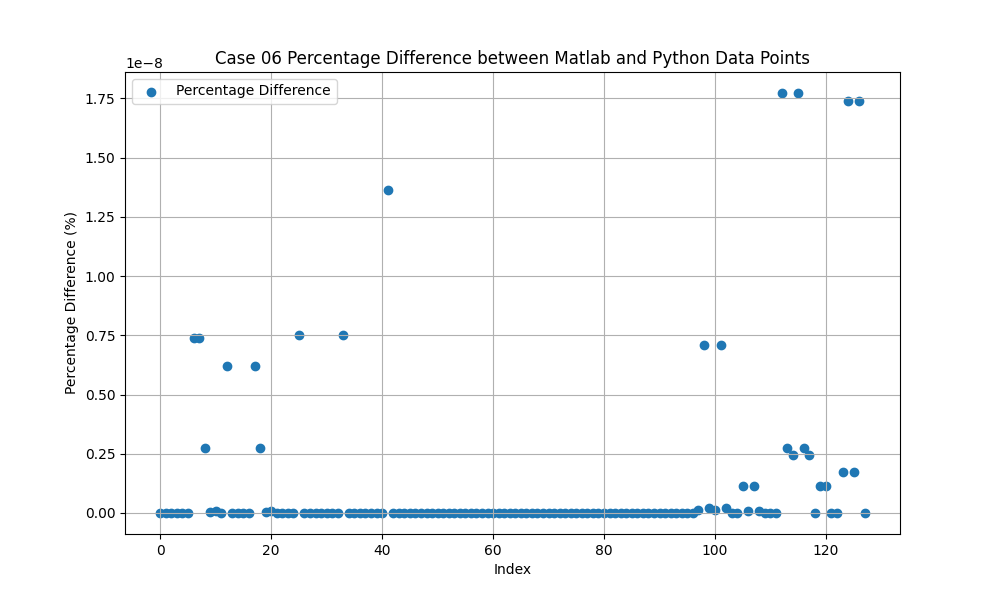 Case 06 Percentage Difference between Matlab and Python Data Points
1e−8
Percentage Difference
1.75
1.50
1.25
1.00
0.75
0.50
0.25
0.00
Percentage Difference (%)
0 20 40 60 80 100 120
Index